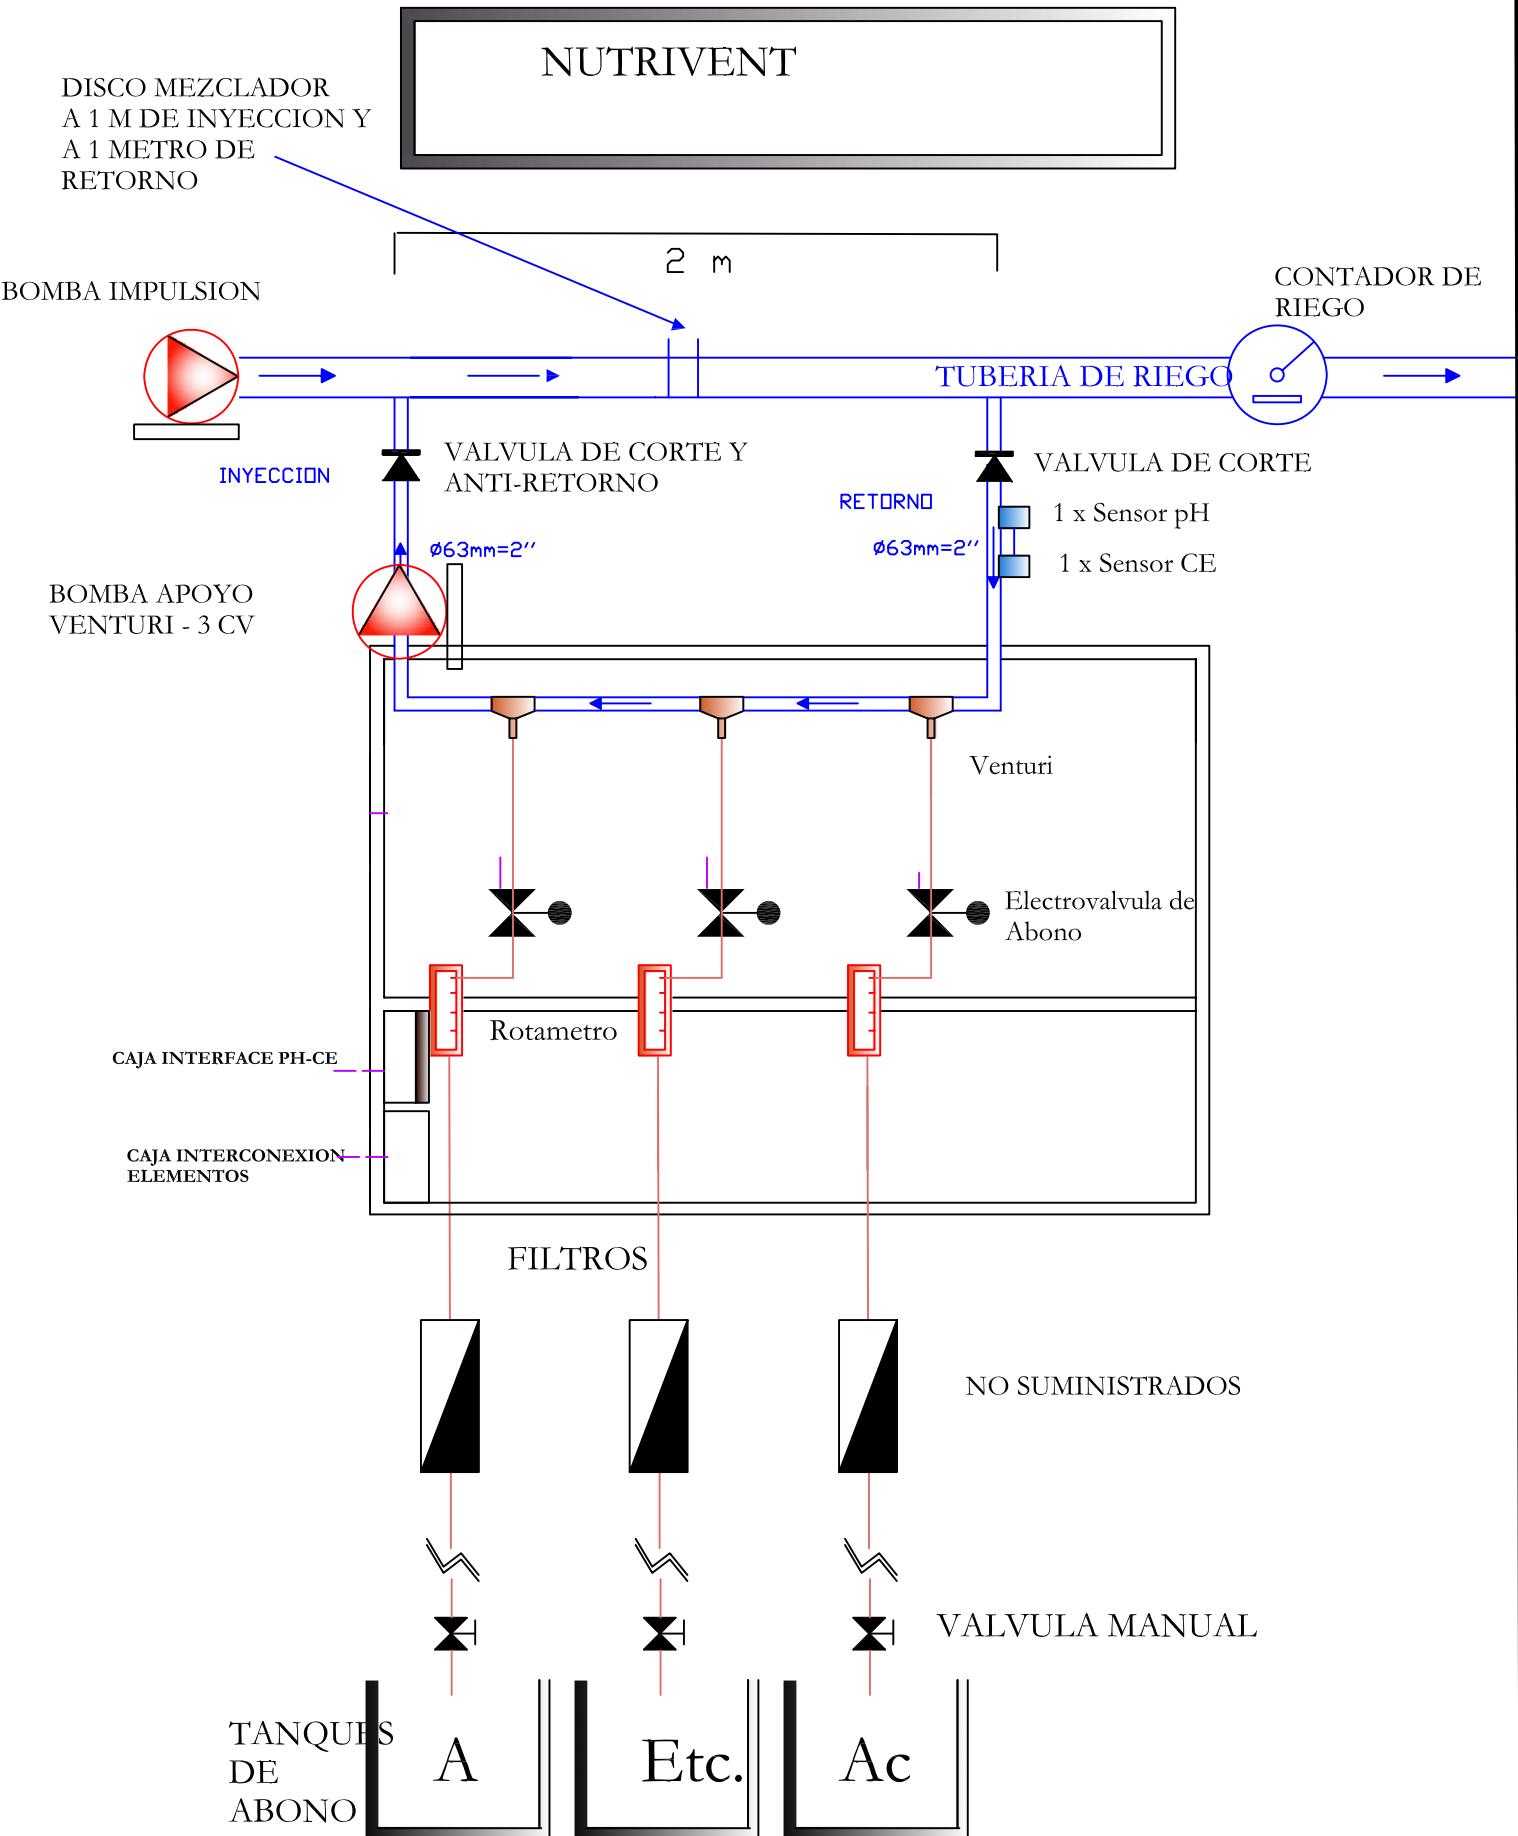 NUTRIVENT
DISCO MEZCLADOR
A 1 M DE INYECCION Y
A 1 METRO DE
RETORNO
2 m
BOMBA IMPULSION
CONTADOR DE
RIEGO
TUBERIA DE RIEGO
INYECCION
VALVULA DE CORTE Y
ANTI-RETORNO
VALVULA DE CORTE
RETORNO
1 x Sensor pH
Ø63mm=2''
Ø63mm=2''
1 x Sensor CE
BOMBA APOYO
VENTURI - 3 CV
Venturi
Electrovalvula de
Abono
Rotametro
CAJA INTERFACE PH-CE
CAJA INTERCONEXION
ELEMENTOS
FILTROS
NO SUMINISTRADOS
VALVULA MANUAL
TANQUES
DE
ABONO
A
Etc.
Ac